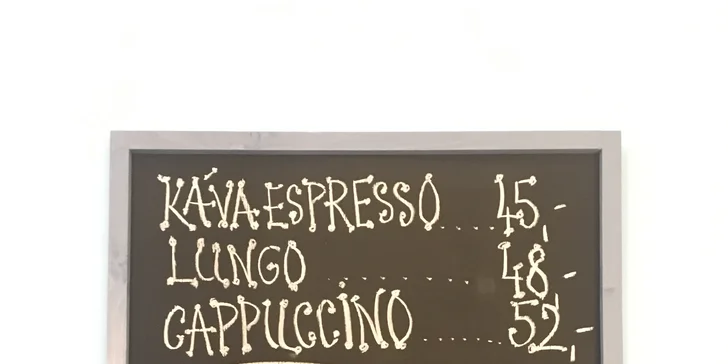 KÁVA ESPRESSO.....45,-
LUNGO ..........48,-
CAPPUCCINO ......52,-